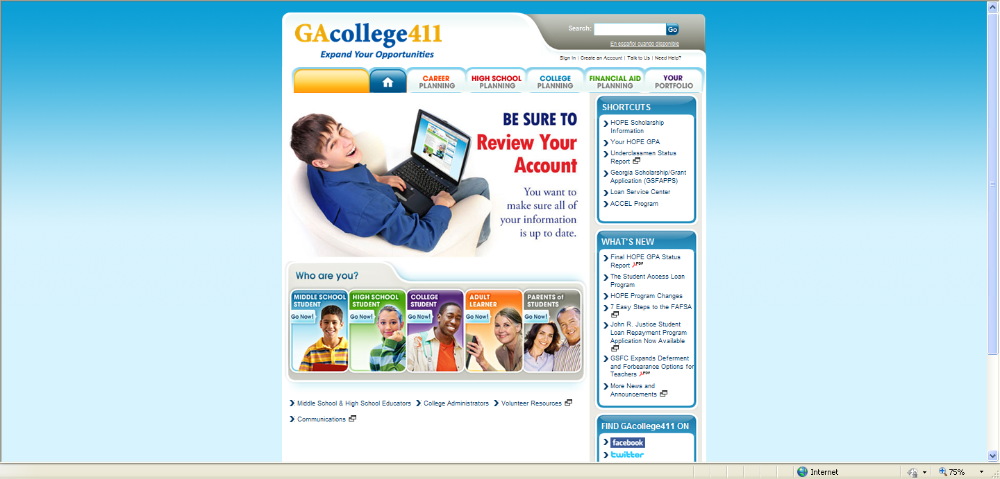 GAcollege411
Expand Your Opportunities
Search:
Go
En español cuando disponible
Sign In | Create an Account | Talk to Us | Need Help?
CAREER
PLANNING
HIGH SCHOOL
PLANNING
COLLEGE
PLANNING
FINANCIAL AID
PLANNING
YOUR
PORTFOLIO
BE SURE TO
Review Your
Account
You want to
make sure all of
your information
is up to date.
Who are you?
MIDDLE SCHOOL
STUDENT
Go Now!
HIGH SCHOOL
STUDENT
Go Now!
COLLEGE
STUDENT
Go Now!
ADULT
LEARNER
Go Now!
PARENTS of
STUDENTS
Go Now!
Middle School & High School Educators
College Administrators
Volunteer Resources
Communications
SHORTCUTS
HOPE Scholarship
Information
Your HOPE GPA
Underclassmen Status
Report
Georgia Scholarship/Grant
Application (GSFAPPS)
Loan Service Center
ACCEL Program
WHAT'S NEW
Final HOPE GPA Status
Report PDF
The Student Access Loan
Program
HOPE Program Changes
7 Easy Steps to the FAFSA
John R. Justice Student
Loan Repayment Program
Application Now Available
GSFC Expands Deferment
and Forbearance Options for
Teachers PDF
More News and
Announcements
FIND GAcollege411 ON
facebook
twitter
Internet
75%